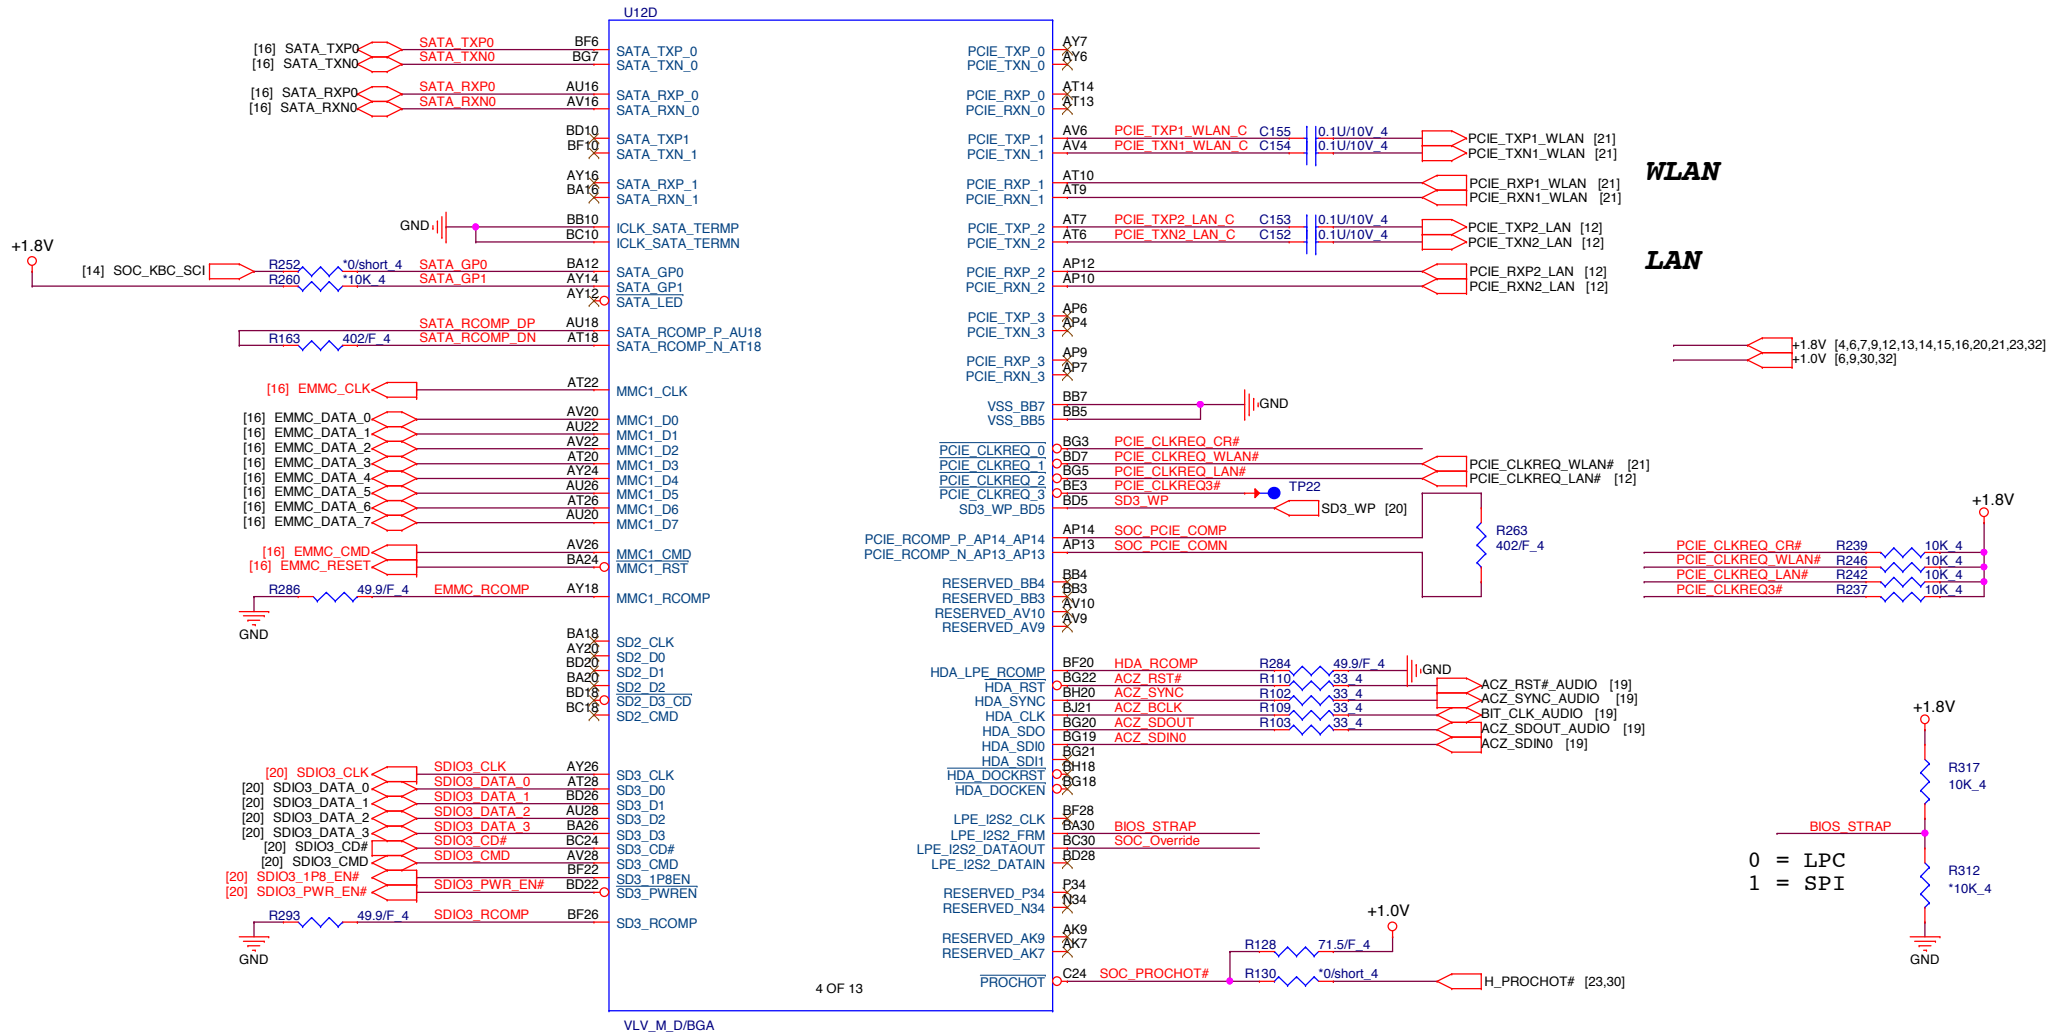 U12D
[16] SATA_TXP0 SATA_TXP0 BF6 SATA_TXP_0
[16] SATA_TXN0 SATA_TXN0 BG7 SATA_TXN_0
[16] SATA_RXP0 SATA_RXP0 AU16 SATA_RXP_0
[16] SATA_RXN0 SATA_RXN0 AV16 SATA_RXN_0
BD10 SATA_TXP1
BF10 SATA_TXN_1
AY16 SATA_RXP_1
BA16 SATA_RXN_1
GND BB10 ICLK_SATA_TERMP
BC10 ICLK_SATA_TERMN
+1.8V
[14] SOC_KBC_SCI R252 *0/short_4 SATA_GP0 BA12 SATA_GP0
R260 *10K_4 SATA_GP1 AY14 SATA_GP1
AY12 SATA_LED
SATA_RCOMP_DP AU18 SATA_RCOMP_P_AU18
R163 402/F_4 SATA_RCOMP_DN AT18 SATA_RCOMP_N_AT18
[16] EMMC_CLK AT22 MMC1_CLK
[16] EMMC_DATA_0 AV20 MMC1_D0
[16] EMMC_DATA_1 AU22 MMC1_D1
[16] EMMC_DATA_2 AV22 MMC1_D2
[16] EMMC_DATA_3 AT20 MMC1_D3
[16] EMMC_DATA_4 AY24 MMC1_D4
[16] EMMC_DATA_5 AU26 MMC1_D5
[16] EMMC_DATA_6 AT26 MMC1_D6
[16] EMMC_DATA_7 AU20 MMC1_D7
[16] EMMC_CMD AV26 MMC1_CMD
[16] EMMC_RESET BA24 MMC1_RST
R286 49.9/F_4 EMMC_RCOMP AY18 MMC1_RCOMP
GND
BA18 SD2_CLK
AY20 SD2_D0
BD20 SD2_D1
BA20 SD2_D2
BD18 SD2_D3_CD
BC18 SD2_CMD
[20] SDIO3_CLK SDIO3_CLK AY26 SD3_CLK
[20] SDIO3_DATA_0 SDIO3_DATA_0 AT28 SD3_D0
[20] SDIO3_DATA_1 SDIO3_DATA_1 BD26 SD3_D1
[20] SDIO3_DATA_2 SDIO3_DATA_2 AU28 SD3_D2
[20] SDIO3_DATA_3 SDIO3_DATA_3 BA26 SD3_D3
[20] SDIO3_CD# SDIO3_CD# BC24 SD3_CD#
[20] SDIO3_CMD SDIO3_CMD AV28 SD3_CMD
[20] SDIO3_1P8_EN# BF22 SD3_1P8EN
[20] SDIO3_PWR_EN# SDIO3_PWR_EN# BD22 SD3_PWREN
R293 49.9/F_4 SDIO3_RCOMP BF26 SD3_RCOMP
GND
4 OF 13
VLV_M_D/BGA
PCIE_TXP_0 AY7
PCIE_TXN_0 AY6
PCIE_RXP_0 AT14
PCIE_RXN_0 AT13
PCIE_TXP_1 AV6 PCIE_TXP1_WLAN_C C155 0.1U/10V_4 PCIE_TXP1_WLAN [21]
PCIE_TXN_1 AV4 PCIE_TXN1_WLAN_C C154 0.1U/10V_4 PCIE_TXN1_WLAN [21]
WLAN
PCIE_RXP_1 AT10 PCIE_RXP1_WLAN [21]
PCIE_RXN_1 AT9 PCIE_RXN1_WLAN [21]
PCIE_TXP_2 AT7 PCIE_TXP2_LAN_C C153 0.1U/10V_4 PCIE_TXP2_LAN [12]
PCIE_TXN_2 AT6 PCIE_TXN2_LAN_C C152 0.1U/10V_4 PCIE_TXN2_LAN [12]
LAN
PCIE_RXP_2 AP12 PCIE_RXP2_LAN [12]
PCIE_RXN_2 AP10 PCIE_RXN2_LAN [12]
PCIE_TXP_3 AP6
PCIE_TXN_3 AP4
PCIE_RXP_3 AP9
PCIE_RXN_3 AP7
+1.8V [4,6,7,9,12,13,14,15,16,20,21,23,32]
+1.0V [6,9,30,32]
VSS_BB7 BB7 GND
VSS_BB5 BB5
PCIE_CLKREQ_0 BG3 PCIE_CLKREQ_CR#
PCIE_CLKREQ_1 BD7 PCIE_CLKREQ_WLAN# PCIE_CLKREQ_WLAN# [21]
PCIE_CLKREQ_2 BG5 PCIE_CLKREQ_LAN# PCIE_CLKREQ_LAN# [12]
PCIE_CLKREQ_3 BE3 PCIE_CLKREQ3# TP22
SD3_WP_BD5 BD5 SD3_WP SD3_WP [20]
PCIE_RCOMP_P_AP14_AP14 AP14 SOC_PCIE_COMP
PCIE_RCOMP_N_AP13_AP13 AP13 SOC_PCIE_COMN
R263
402/F_4
RESERVED_BB4 BB4
RESERVED_BB3 BB3
RESERVED_AV10 AV10
RESERVED_AV9 AV9
+1.8V
PCIE_CLKREQ_CR# R239 10K_4
PCIE_CLKREQ_WLAN# R246 10K_4
PCIE_CLKREQ_LAN# R242 10K_4
PCIE_CLKREQ3# R237 10K_4
HDA_LPE_RCOMP BF20 HDA_RCOMP R284 49.9/F_4 GND
HDA_RST BG22 ACZ_RST# R110 33_4 ACZ_RST#_AUDIO [19]
HDA_SYNC BH20 ACZ_SYNC R102 33_4 ACZ_SYNC_AUDIO [19]
HDA_CLK BJ21 ACZ_BCLK R109 33_4 BIT_CLK_AUDIO [19]
HDA_SDO BG20 ACZ_SDOUT R103 33_4 ACZ_SDOUT_AUDIO [19]
HDA_SDI0 BG19 ACZ_SDIN0 ACZ_SDIN0 [19]
HDA_SDI1 BG21
HDA_DOCKRST BH18
HDA_DOCKEN BG18
LPE_I2S2_CLK BF28
LPE_I2S2_FRM BA30 BIOS_STRAP
LPE_I2S2_DATAOUT BC30 SOC_Override
LPE_I2S2_DATAIN BD28
RESERVED_P34 P34
RESERVED_N34 N34
RESERVED_AK9 AK9
RESERVED_AK7 AK7
+1.0V
R128 71.5/F_4
PROCHOT C24 SOC_PROCHOT# R130 *0/short_4 H_PROCHOT# [23,30]
+1.8V
R317
10K_4
BIOS_STRAP
0 = LPC
1 = SPI
R312
*10K_4
GND